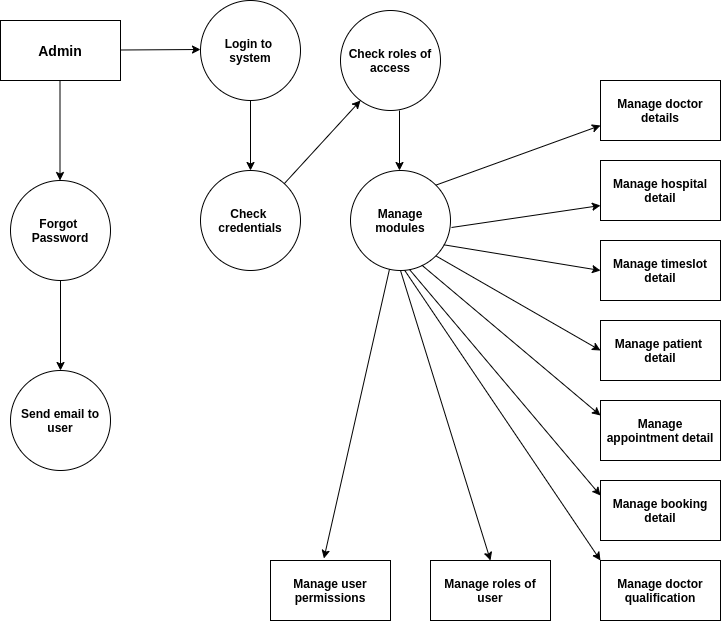 Admin
Login to
system
Check roles of
access
Manage doctor
details
Manage hospital
detail
Forgot
Password
Check
credentials
Manage
modules
Manage timeslot
detail
Manage patient
detail
Send email to
user
Manage
appointment detail
Manage booking
detail
Manage user
permissions
Manage roles of
user
Manage doctor
qualification